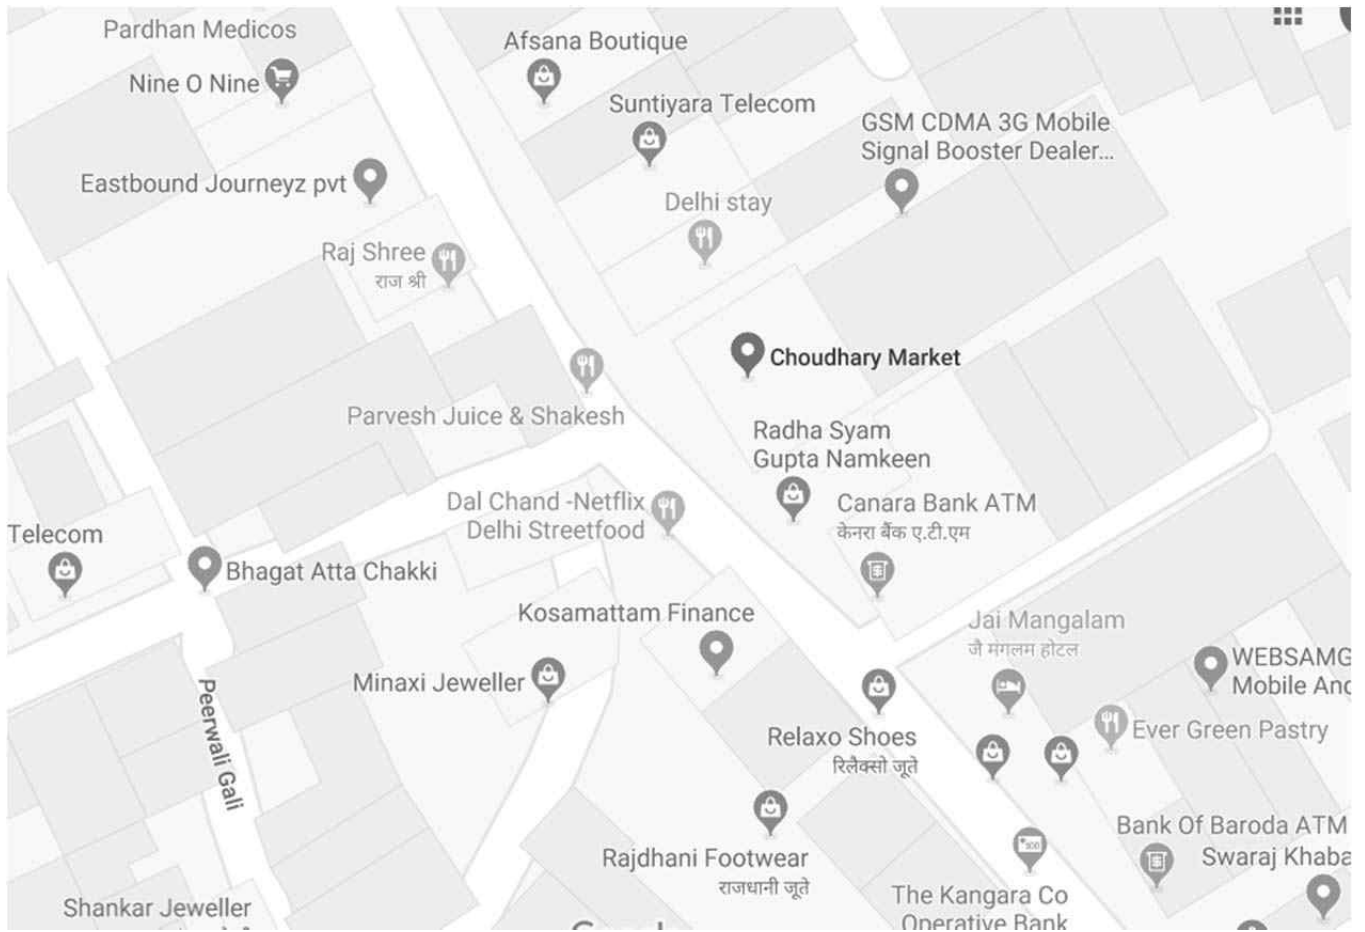 Pardhan Medicos
Nine O Nine
Afsana Boutique
Suntiyara Telecom
GSM CDMA 3G Mobile
Signal Booster Dealer...
Eastbound Journeyz pvt
Delhi stay
Raj Shree
राज श्री
Choudhary Market
Parvesh Juice & Shakesh
Radha Syam
Gupta Namkeen
Dal Chand -Netflix
Delhi Streetfood
Canara Bank ATM
केनरा बैंक ए.टी.एम
Telecom
Bhagat Atta Chakki
Kosamattam Finance
Jai Mangalam
जै मंगलम होटल
WEBSAMG
Mobile
Minaxi Jeweller
Peerwali Gali
Relaxo Shoes
रिलैक्सो जूते
Ever Green Pastry
Bank Of Baroda ATM
Swaraj
Rajdhani Footwear
राजधानी जूते
The Kangara Co
Operative Bank
Shankar Jeweller